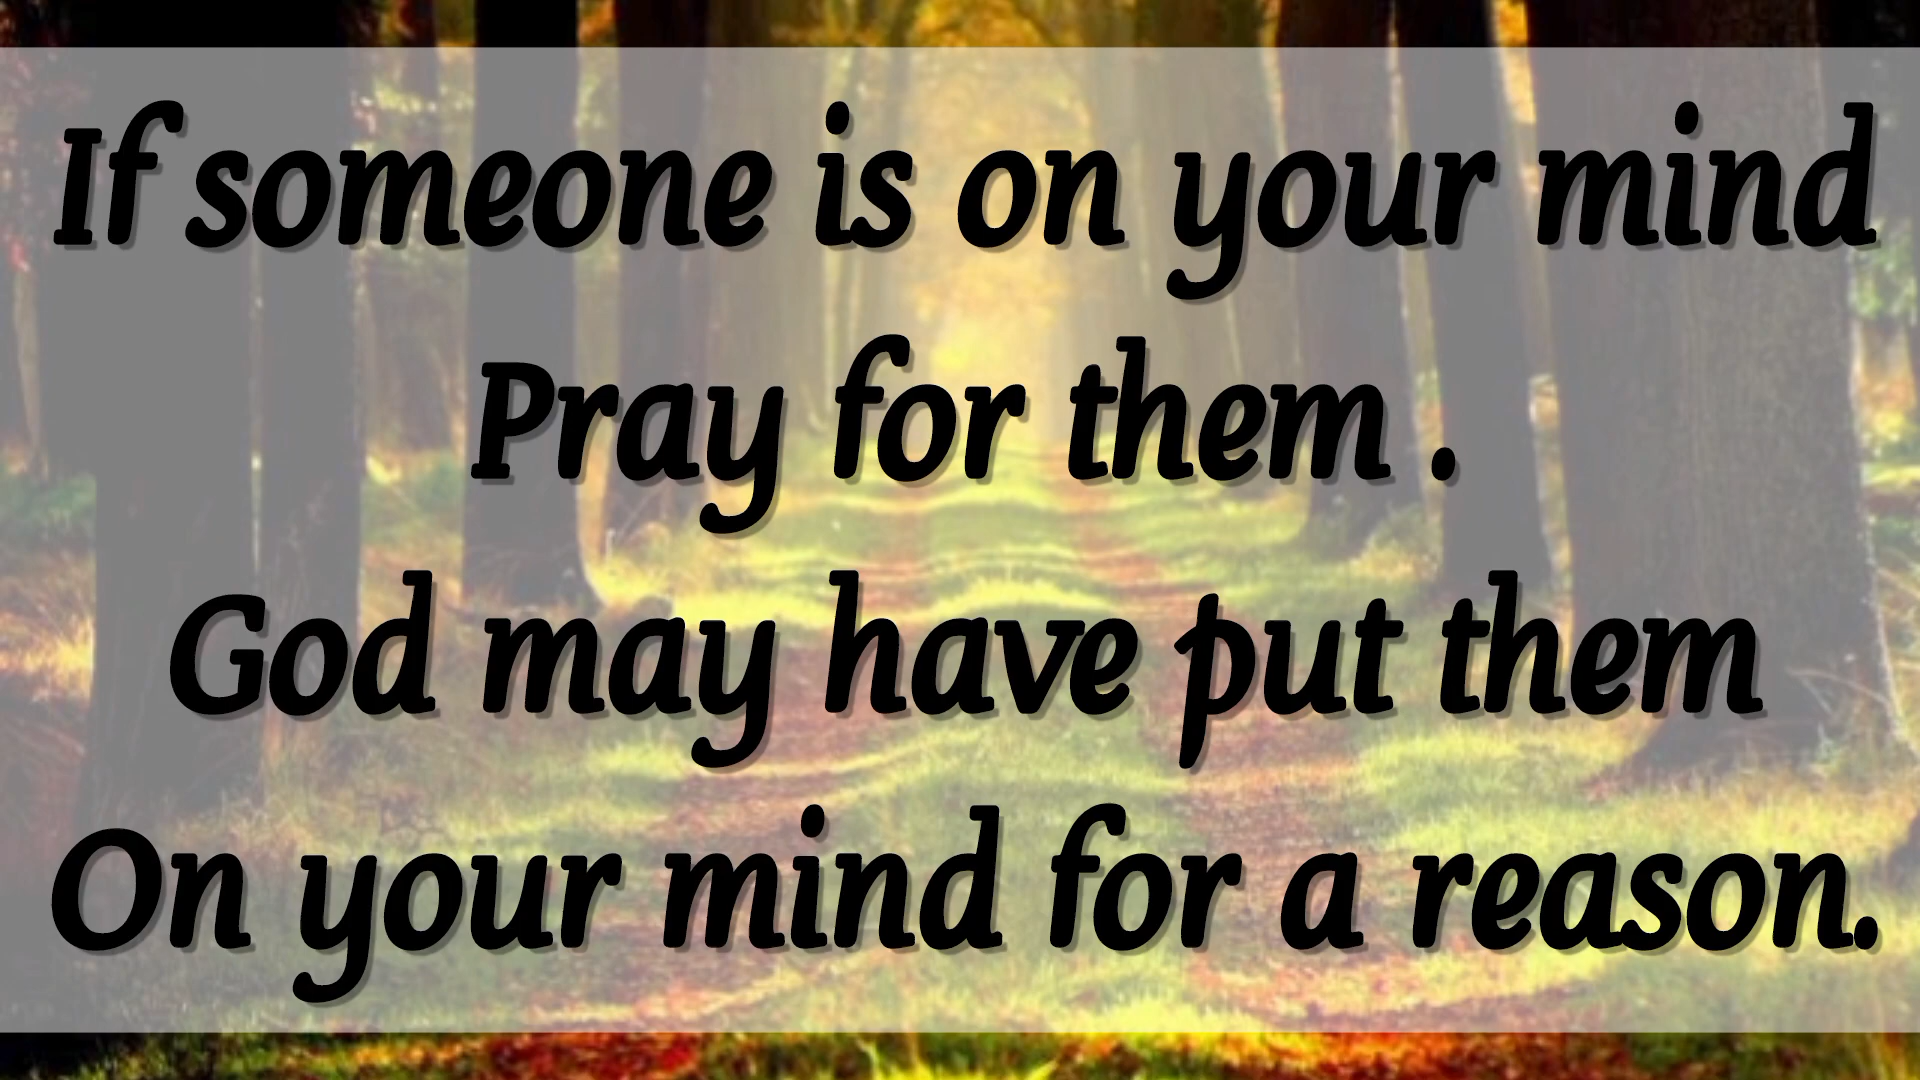 If someone is on your mind
Pray for them .
God may have put them
On your mind for a reason.